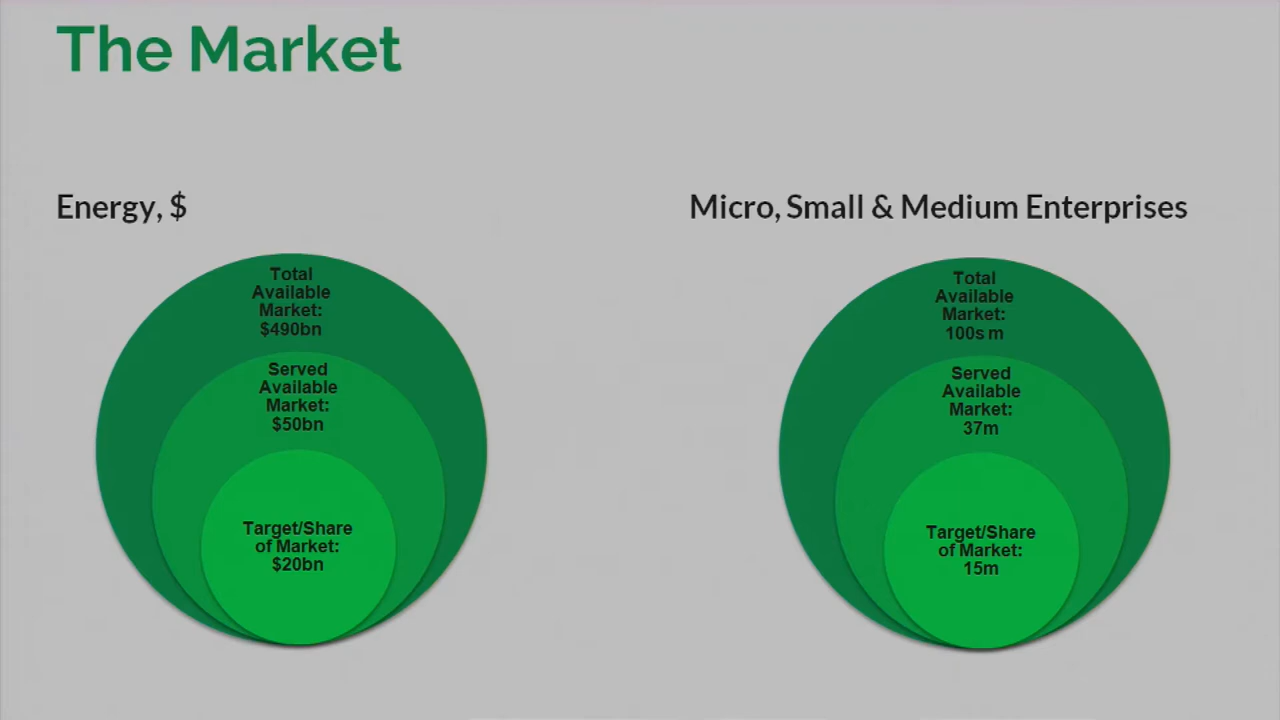 The Market
Energy, $
Total
Available
Market:
$490bn
Served
Available
Market:
$50bn
Target/Share
of Market:
$20bn
Micro, Small & Medium Enterprises
Total
Available
Market:
100s m
Served
Available
Market:
37m
Target/Share
of Market:
15m